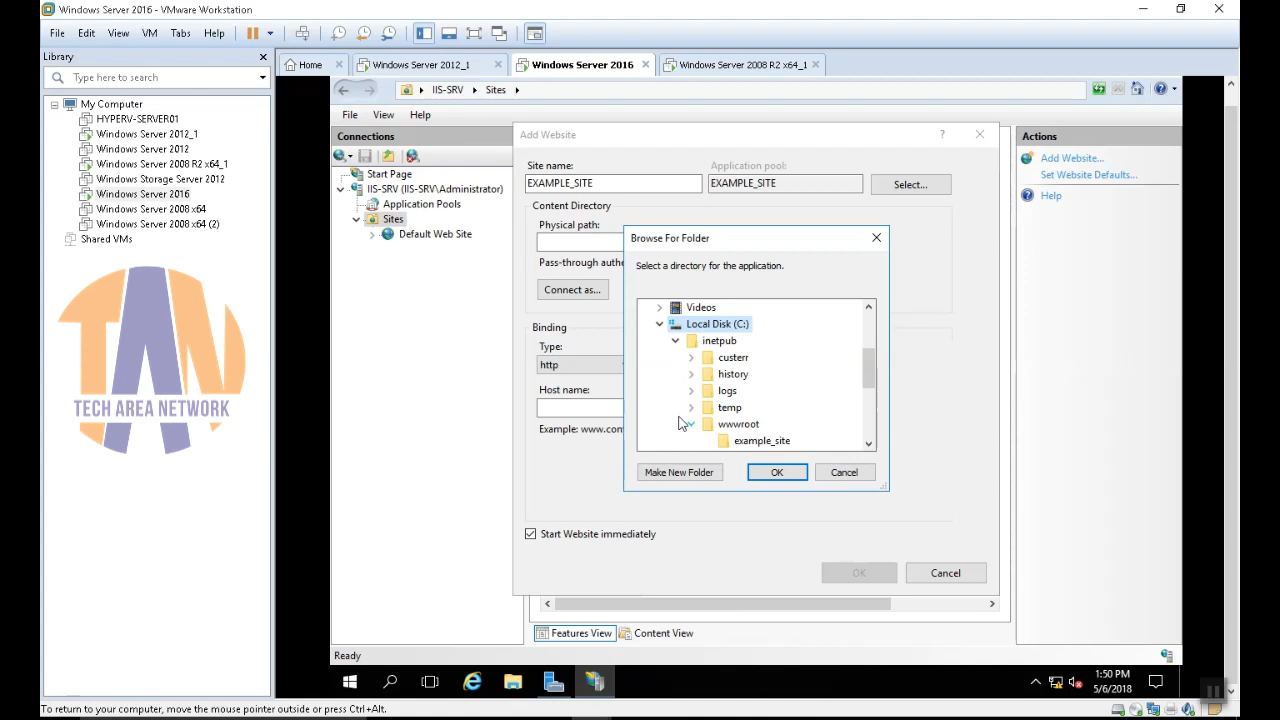 Windows Server 2016 - VMware Workstation
File Edit View VM Tabs Help
Library
Type here to search
My Computer
HYPERV-SERVER01
Windows Server 2012_1
Windows Server 2012
Windows Server 2008 R2 x64_1
Windows Storage Server 2012
Windows Server 2016
Windows Server 2008 x64
Windows Server 2008 x64 (2)
Shared VMs
TECH AREA NETWORK
Home
Windows Server 2012_1
Windows Server 2016
Windows Server 2008 R2 x64_1
IIS-SRV
Sites
File View Help
Connections
Start Page
IIS-SRV (IIS-SRV\Administrator)
Application Pools
Sites
Default Web Site
Add Website
?
Site name:
Application pool:
EXAMPLE_SITE
EXAMPLE_SITE
Select...
Content Directory
Physical path:
Pass-through authe
Connect as...
Binding
Type:
http
Host name:
Example: www.con
Start Website immediately
OK
Cancel
Browse For Folder
Select a directory for the application.
Videos
Local Disk (C:)
inetpub
custerr
history
logs
temp
wwwroot
example_site
Make New Folder
OK
Cancel
Actions
Add Website...
Set Website Defaults...
Help
Features View
Content View
Ready
1:50 PM
5/6/2018
To return to your computer, move the mouse pointer outside or press Ctrl+Alt.